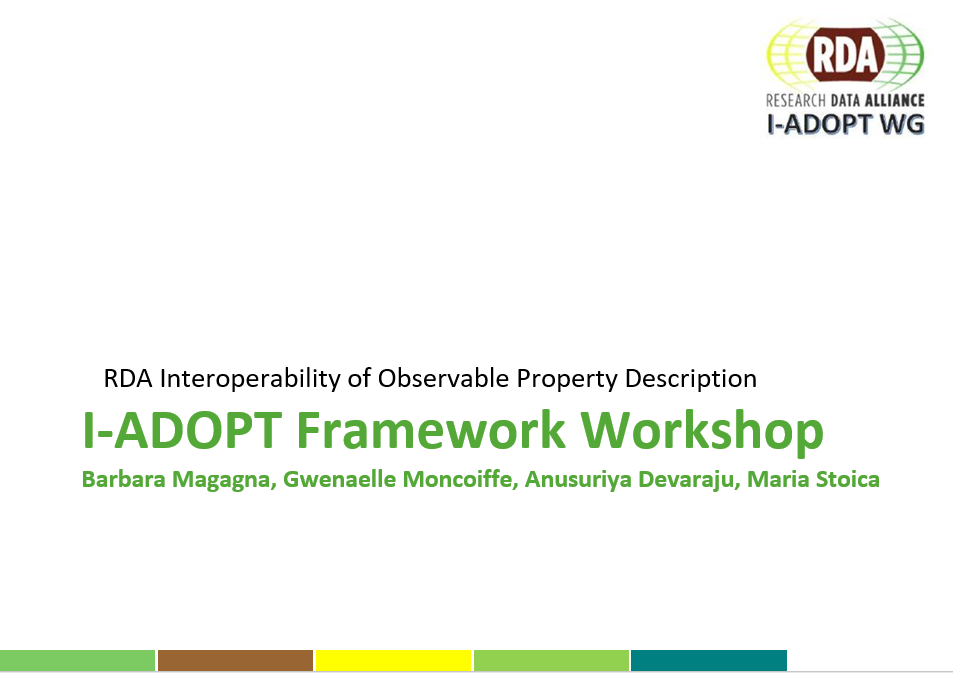 RDA
RESEARCH DATA ALLIANCE
I-ADOPT WG
RDA Interoperability of Observable Property Description
I-ADOPT Framework Workshop
Barbara Magagna, Gwenaelle Moncoiffe, Anusuriya Devaraju, Maria Stoica